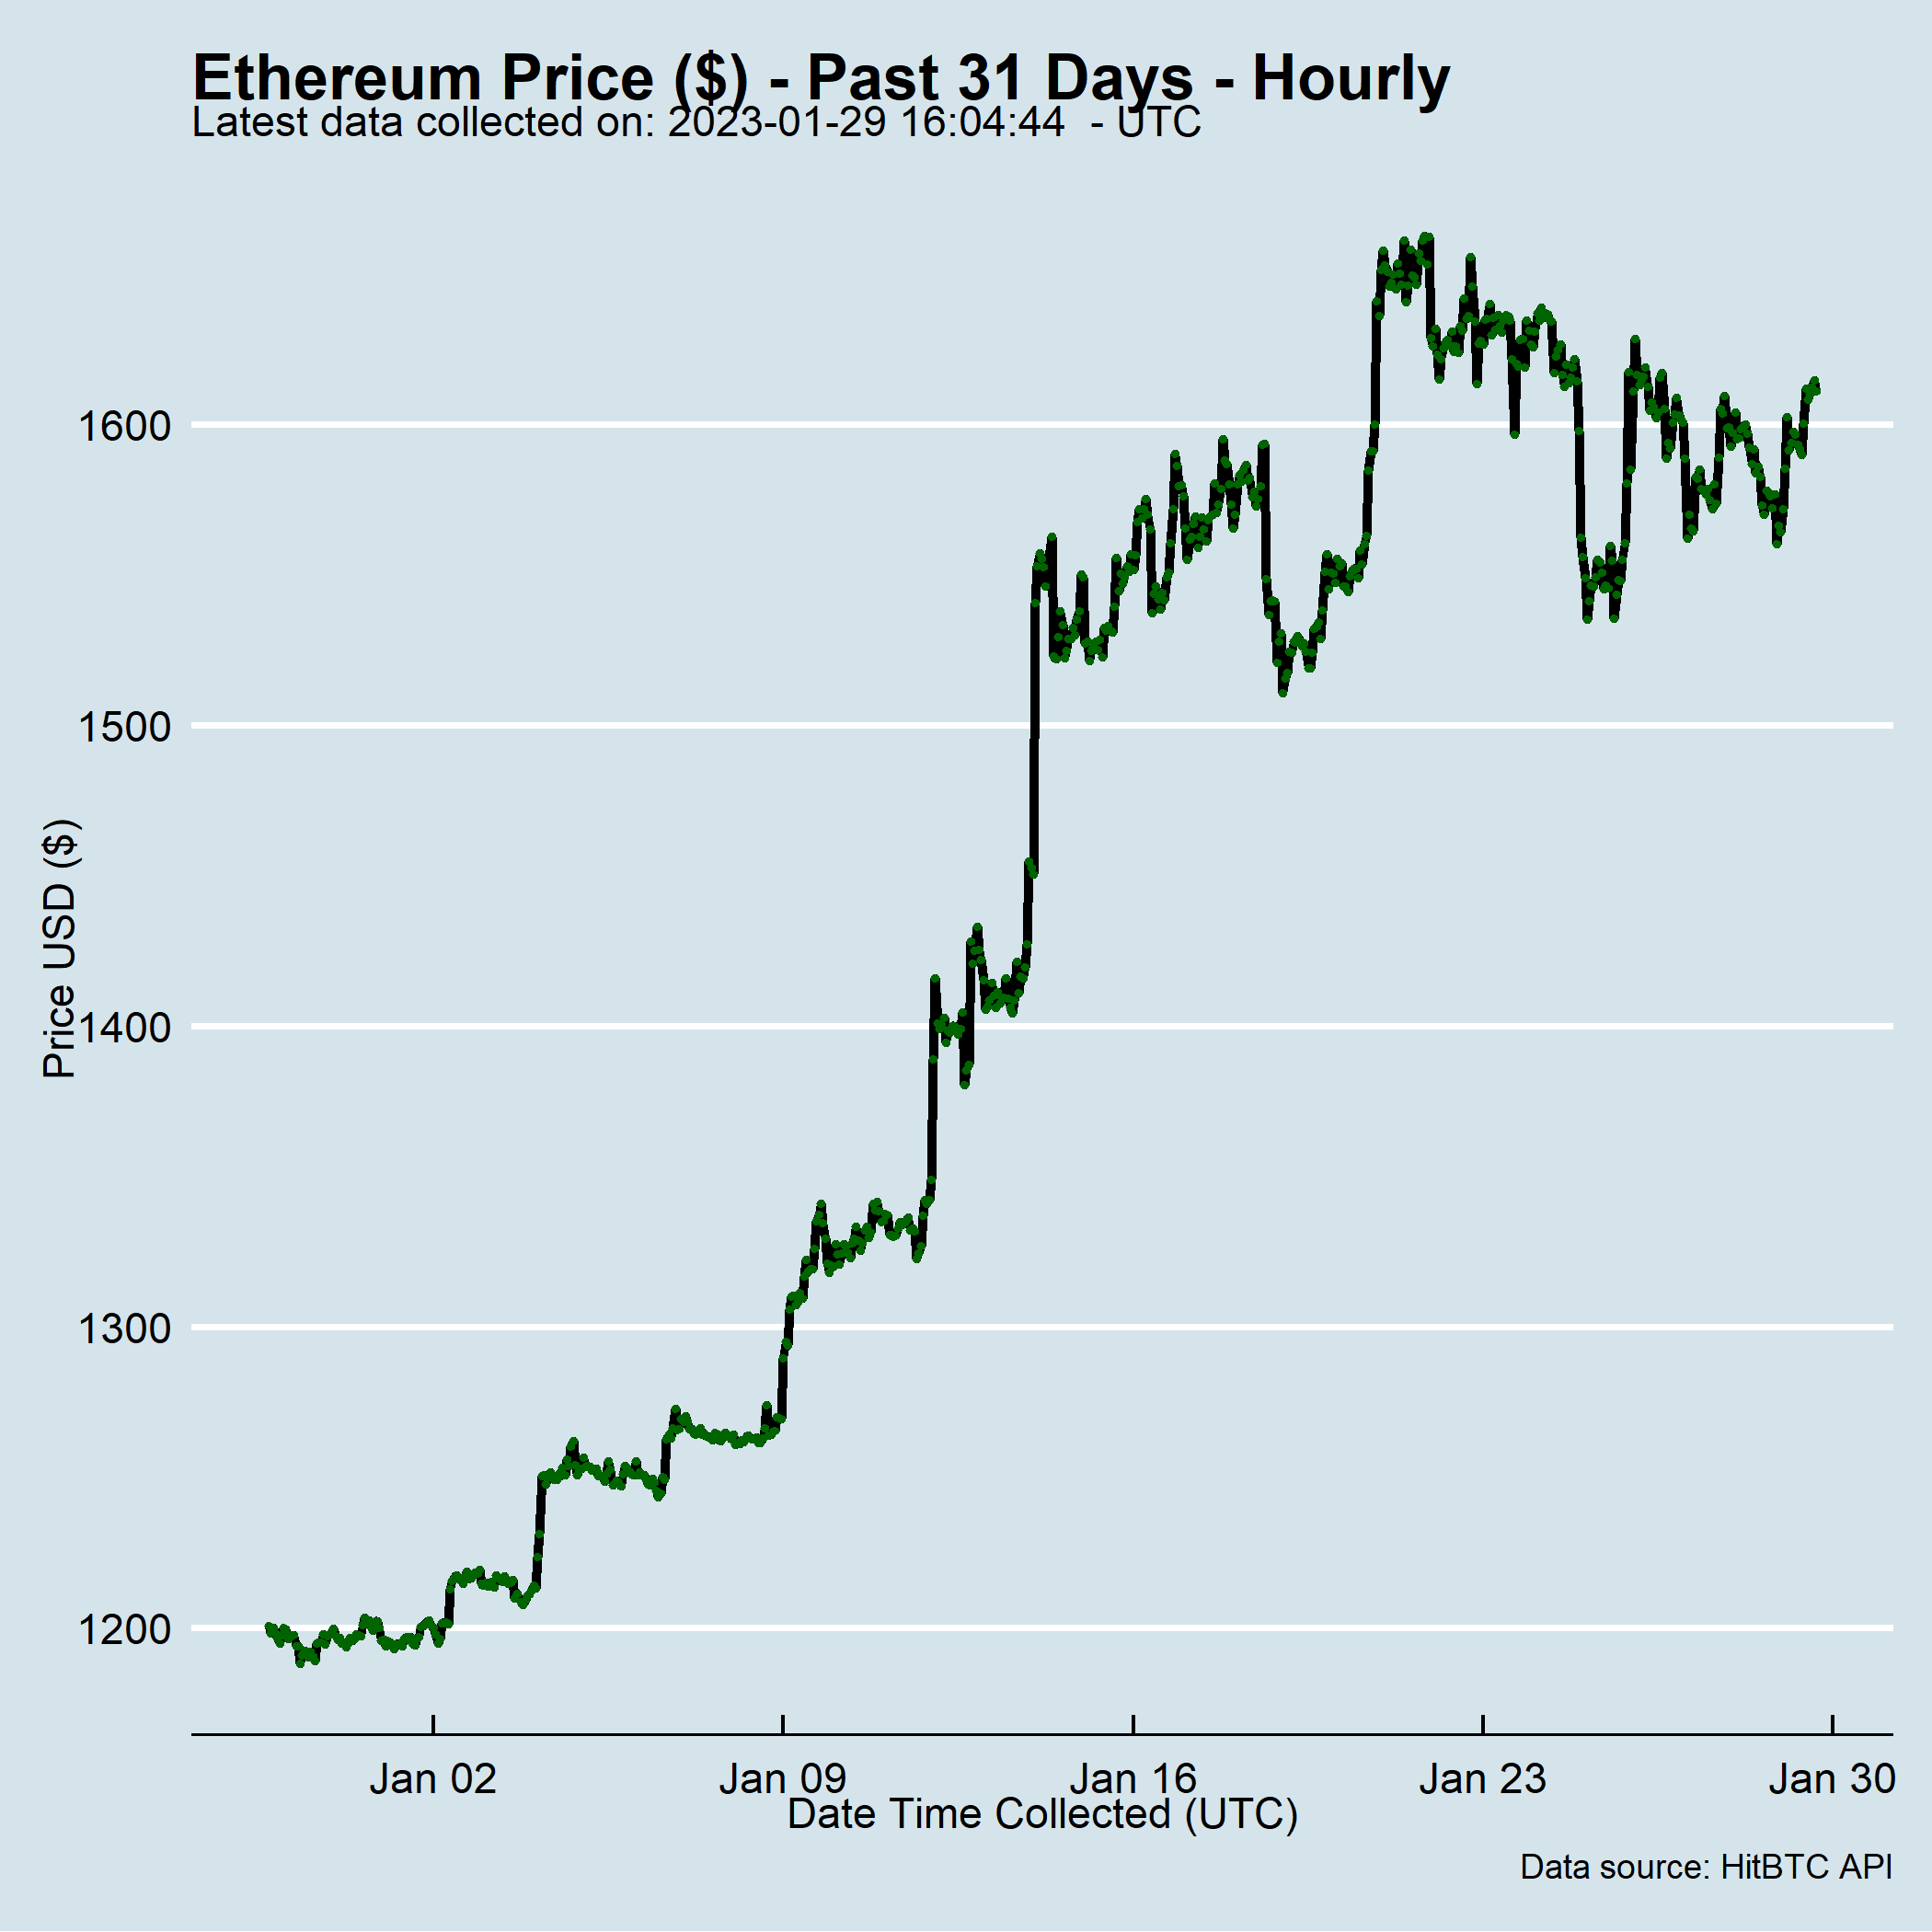 Ethereum Price ($) - Past 31 Days - Hourly
Latest data collected on: 2023-01-29 16:04:44  - UTC
Price USD ($)
1600
1500
1400
1300
1200
Jan 02
Jan 09
Jan 16
Jan 23
Jan 30
Date Time Collected (UTC)
Data source: HitBTC API